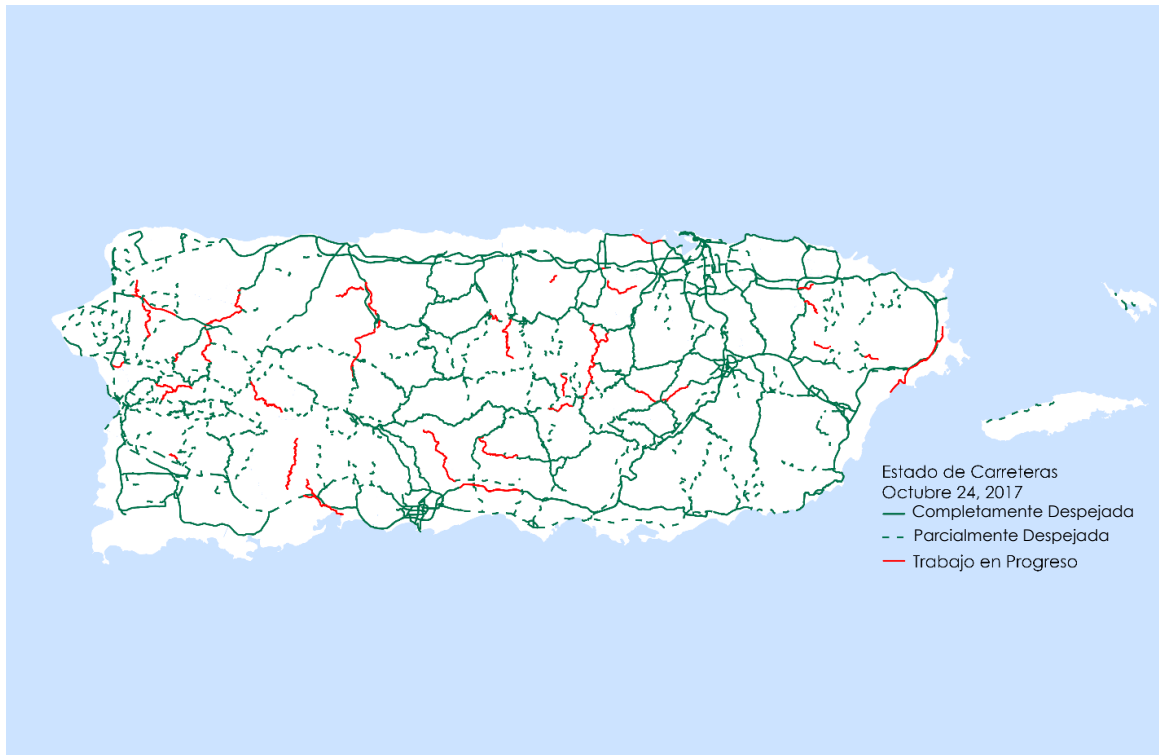 Estado de Carreteras
Octubre 24, 2017
Completamente Despejada
Parcialmente Despejada
Trabajo en Progreso